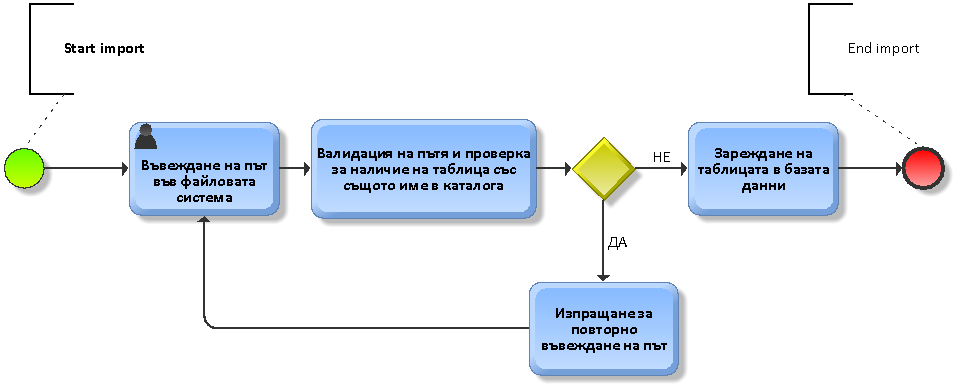 Start import
End import
Въвеждане на път
във файловата
система
Валидация на пътя и проверка
за наличие на таблица със
същото име в каталога
НЕ
Зареждане на
таблицата в базата
данни
ДА
Изпращане за
повторно
въвеждане на път